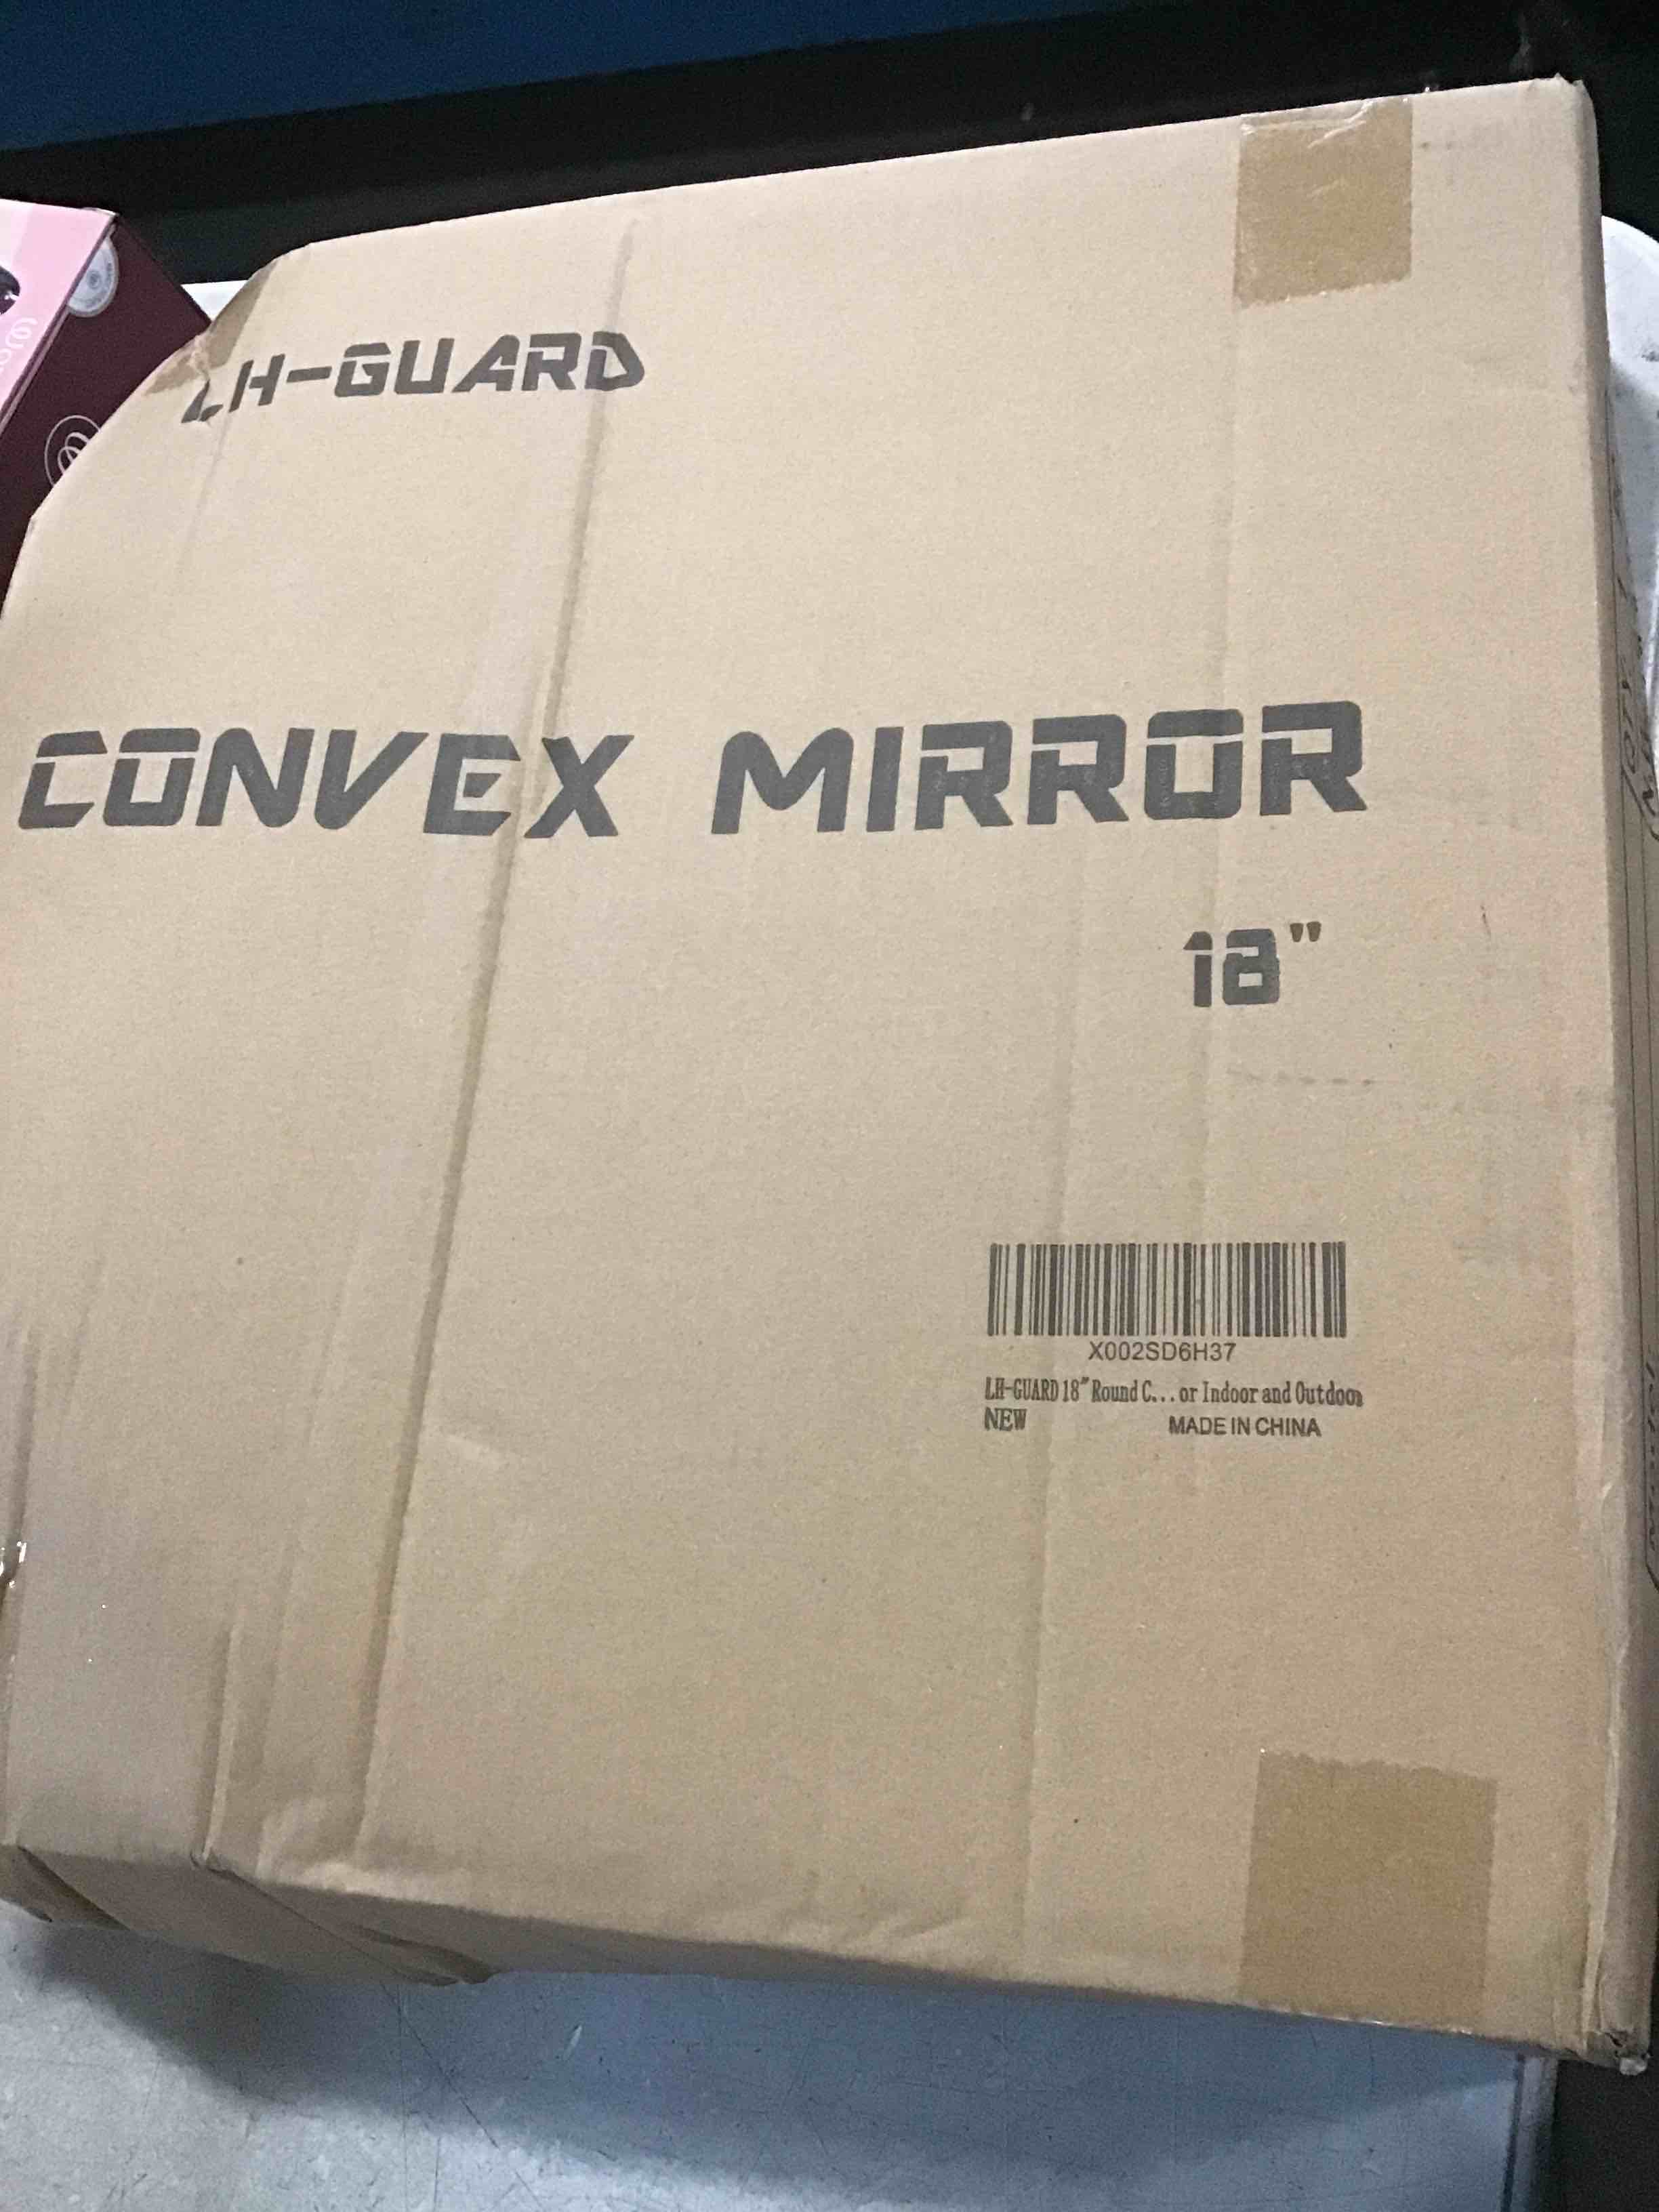 LH-GUARD
CONVEX MIRROR
18"
X002SD6H37
LH-GUARD 18" Round C... or Indoor and Outdoor
NEW
MADE IN CHINA